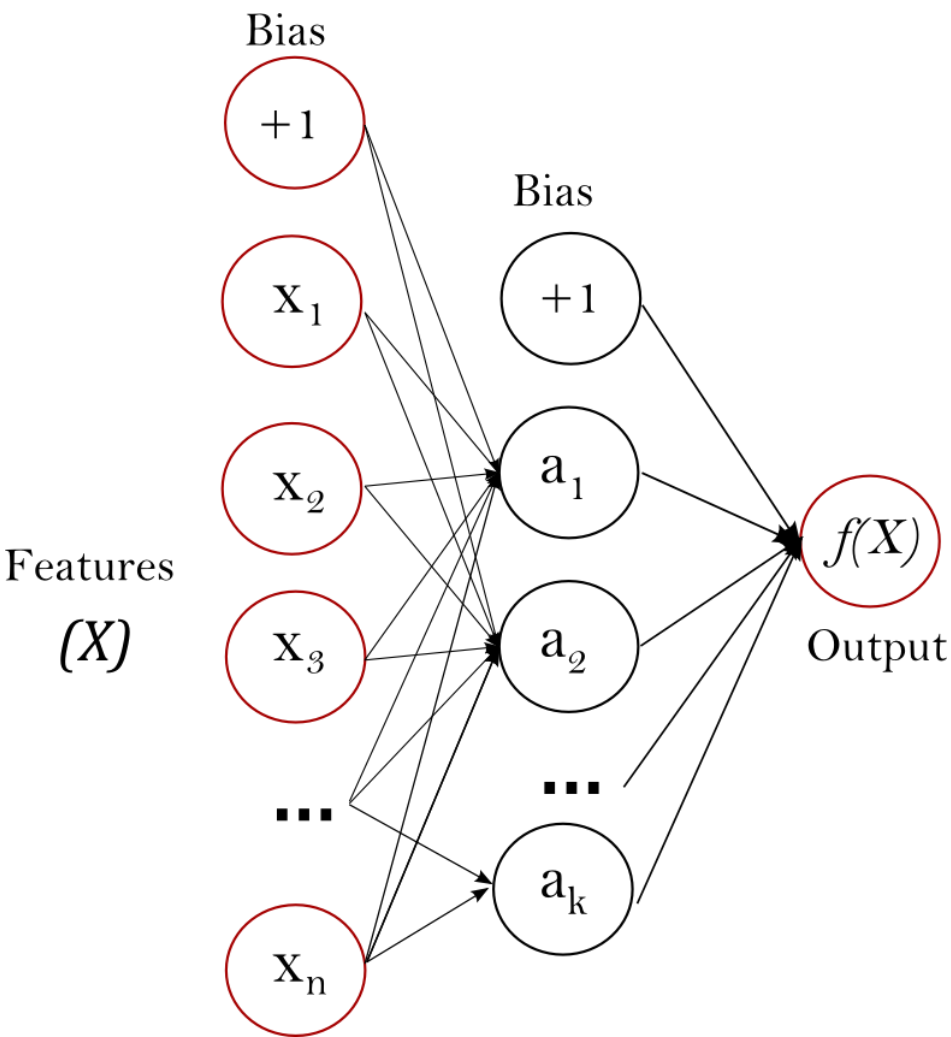 Bias
+1
Bias
x₁
+1
x₂
a₁
f(X)
Features
(X)
x₃
a₂
Output
...
...
aₖ
xₙ